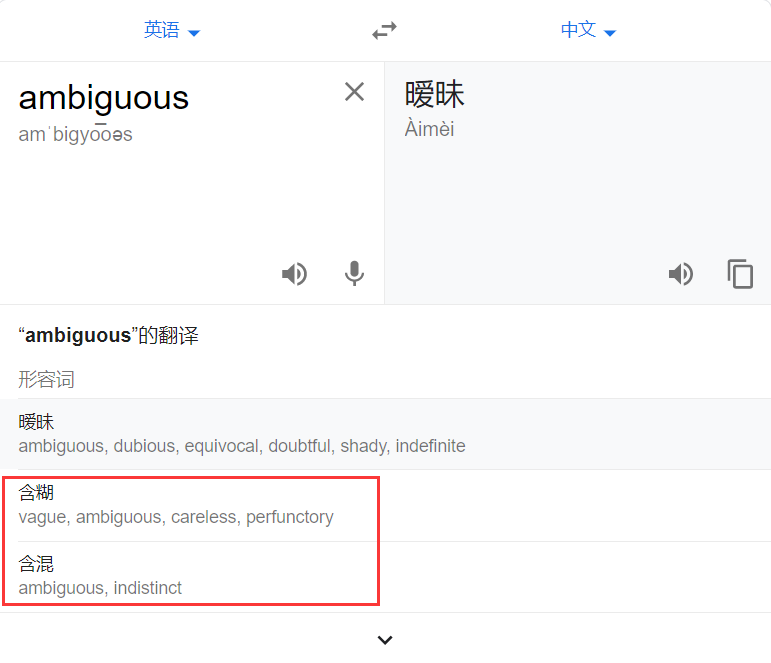 英语
中文
ambiguous
amˈbigyo͞oəs
暧昧
Àimèi
“ambiguous”的翻译
形容词
暧昧
ambiguous, dubious, equivocal, doubtful, shady, indefinite
含糊
vague, ambiguous, careless, perfunctory
含混
ambiguous, indistinct